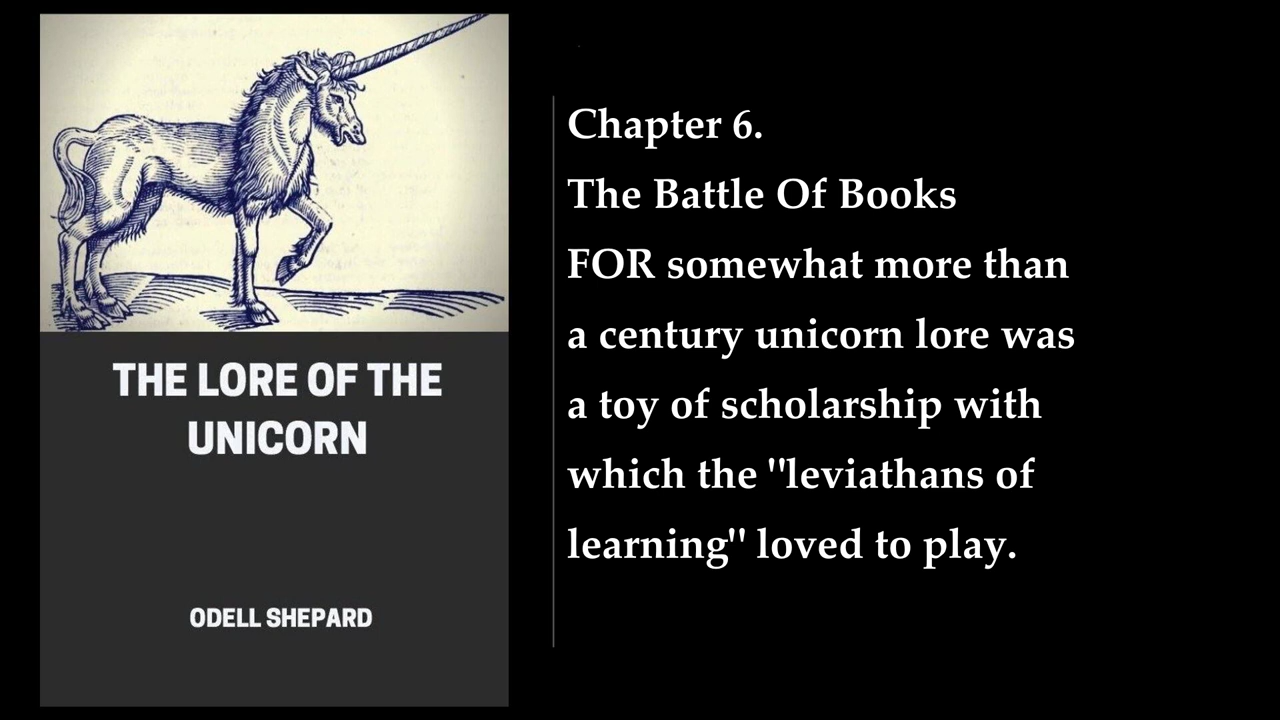 THE LORE OF THE
UNICORN
ODELL SHEPARD
Chapter 6.
The Battle Of Books
FOR somewhat more than
a century unicorn lore was
a toy of scholarship with
which the "leviathans of
learning" loved to play.